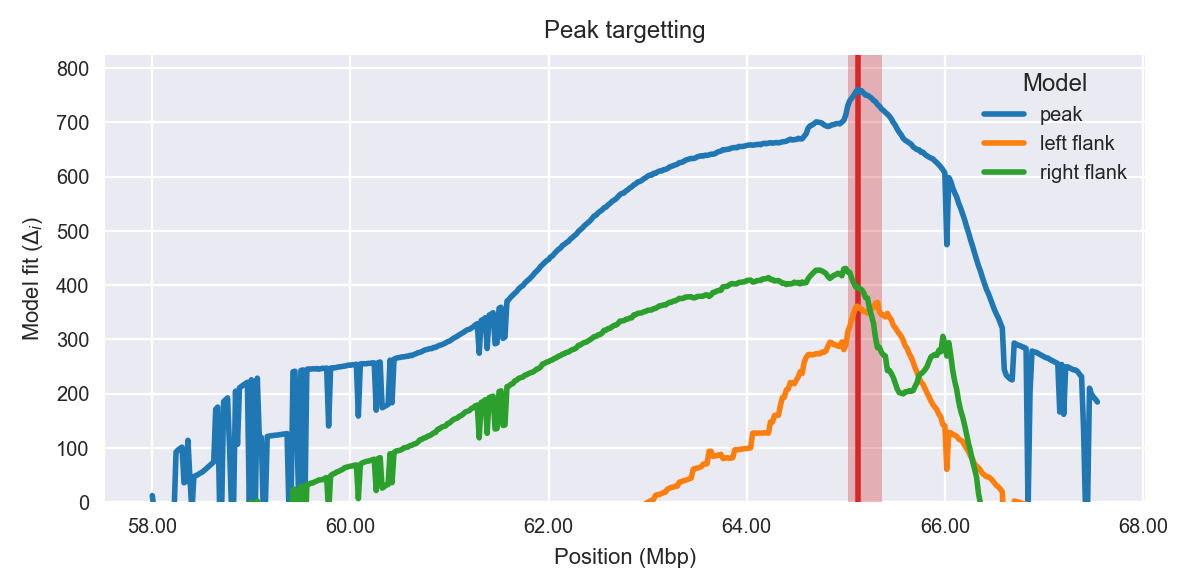 Peak targetting
800
700
600
500
400
300
200
100
0
Model fit (Δᵢ)
58.00
60.00
62.00
64.00
66.00
68.00
Position (Mbp)
Model
peak
left flank
right flank